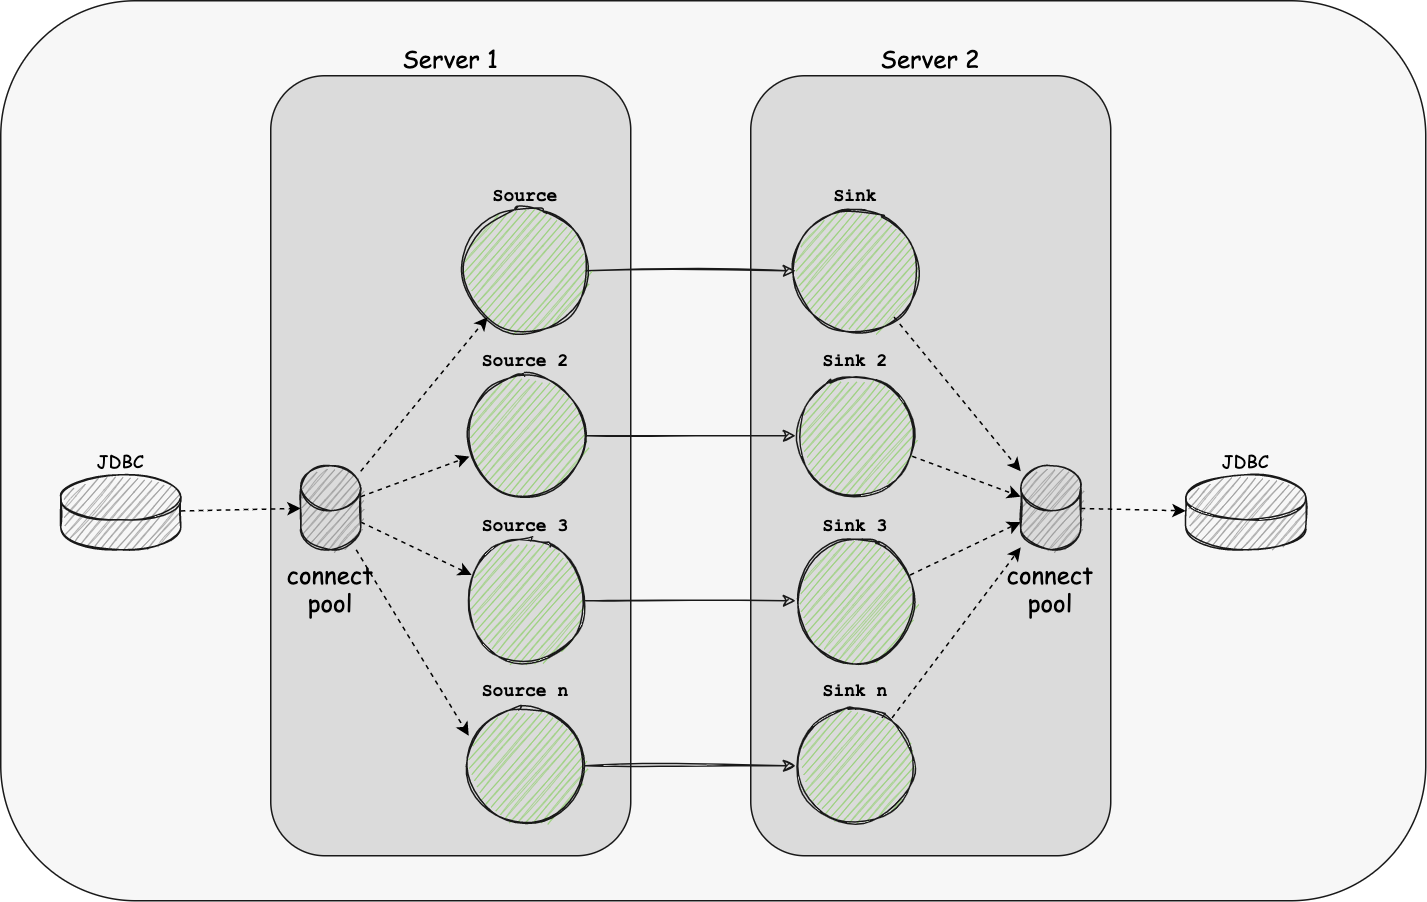 Server 1
Server 2
Source
Sink
Source 2
Sink 2
JDBC
JDBC
Source 3
Sink 3
connect
pool
connect
pool
Source n
Sink n